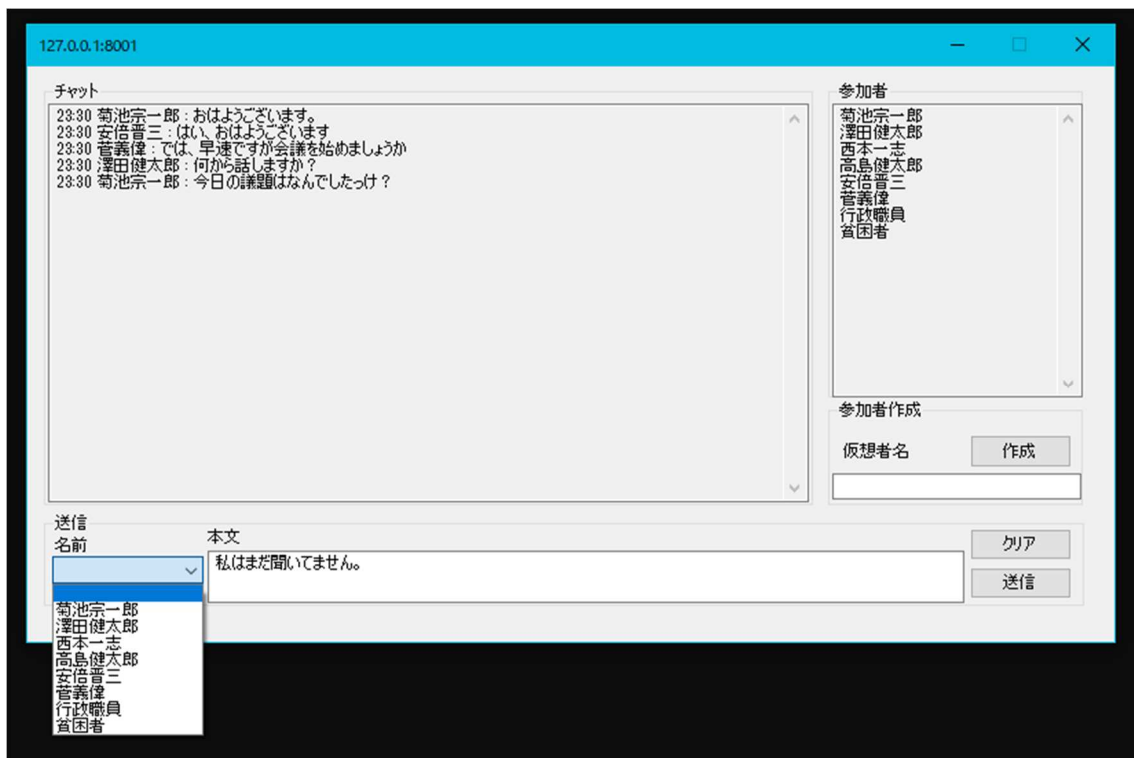 127.0.0.1:8001
チャット
23:30 菊池宗一郎 : おはようございます。
23:30 安倍晋三 : はい、おはようございます
23:30 菅義偉 : では、早速ですが会議を始めましょうか
23:30 澤田健太郎 : 何から話しますか？
23:30 菊池宗一郎 : 今日の議題はなんでしたっけ？
参加者
菊池宗一郎
澤田健太郎
西本一志
高島健太郎
安倍晋三
菅義偉
行政職員
貧困者
参加者作成
仮想者名
作成
送信
名前
本文
私はまだ聞いてません。
クリア
送信
菊池宗一郎
澤田健太郎
西本一志
高島健太郎
安倍晋三
菅義偉
行政職員
貧困者